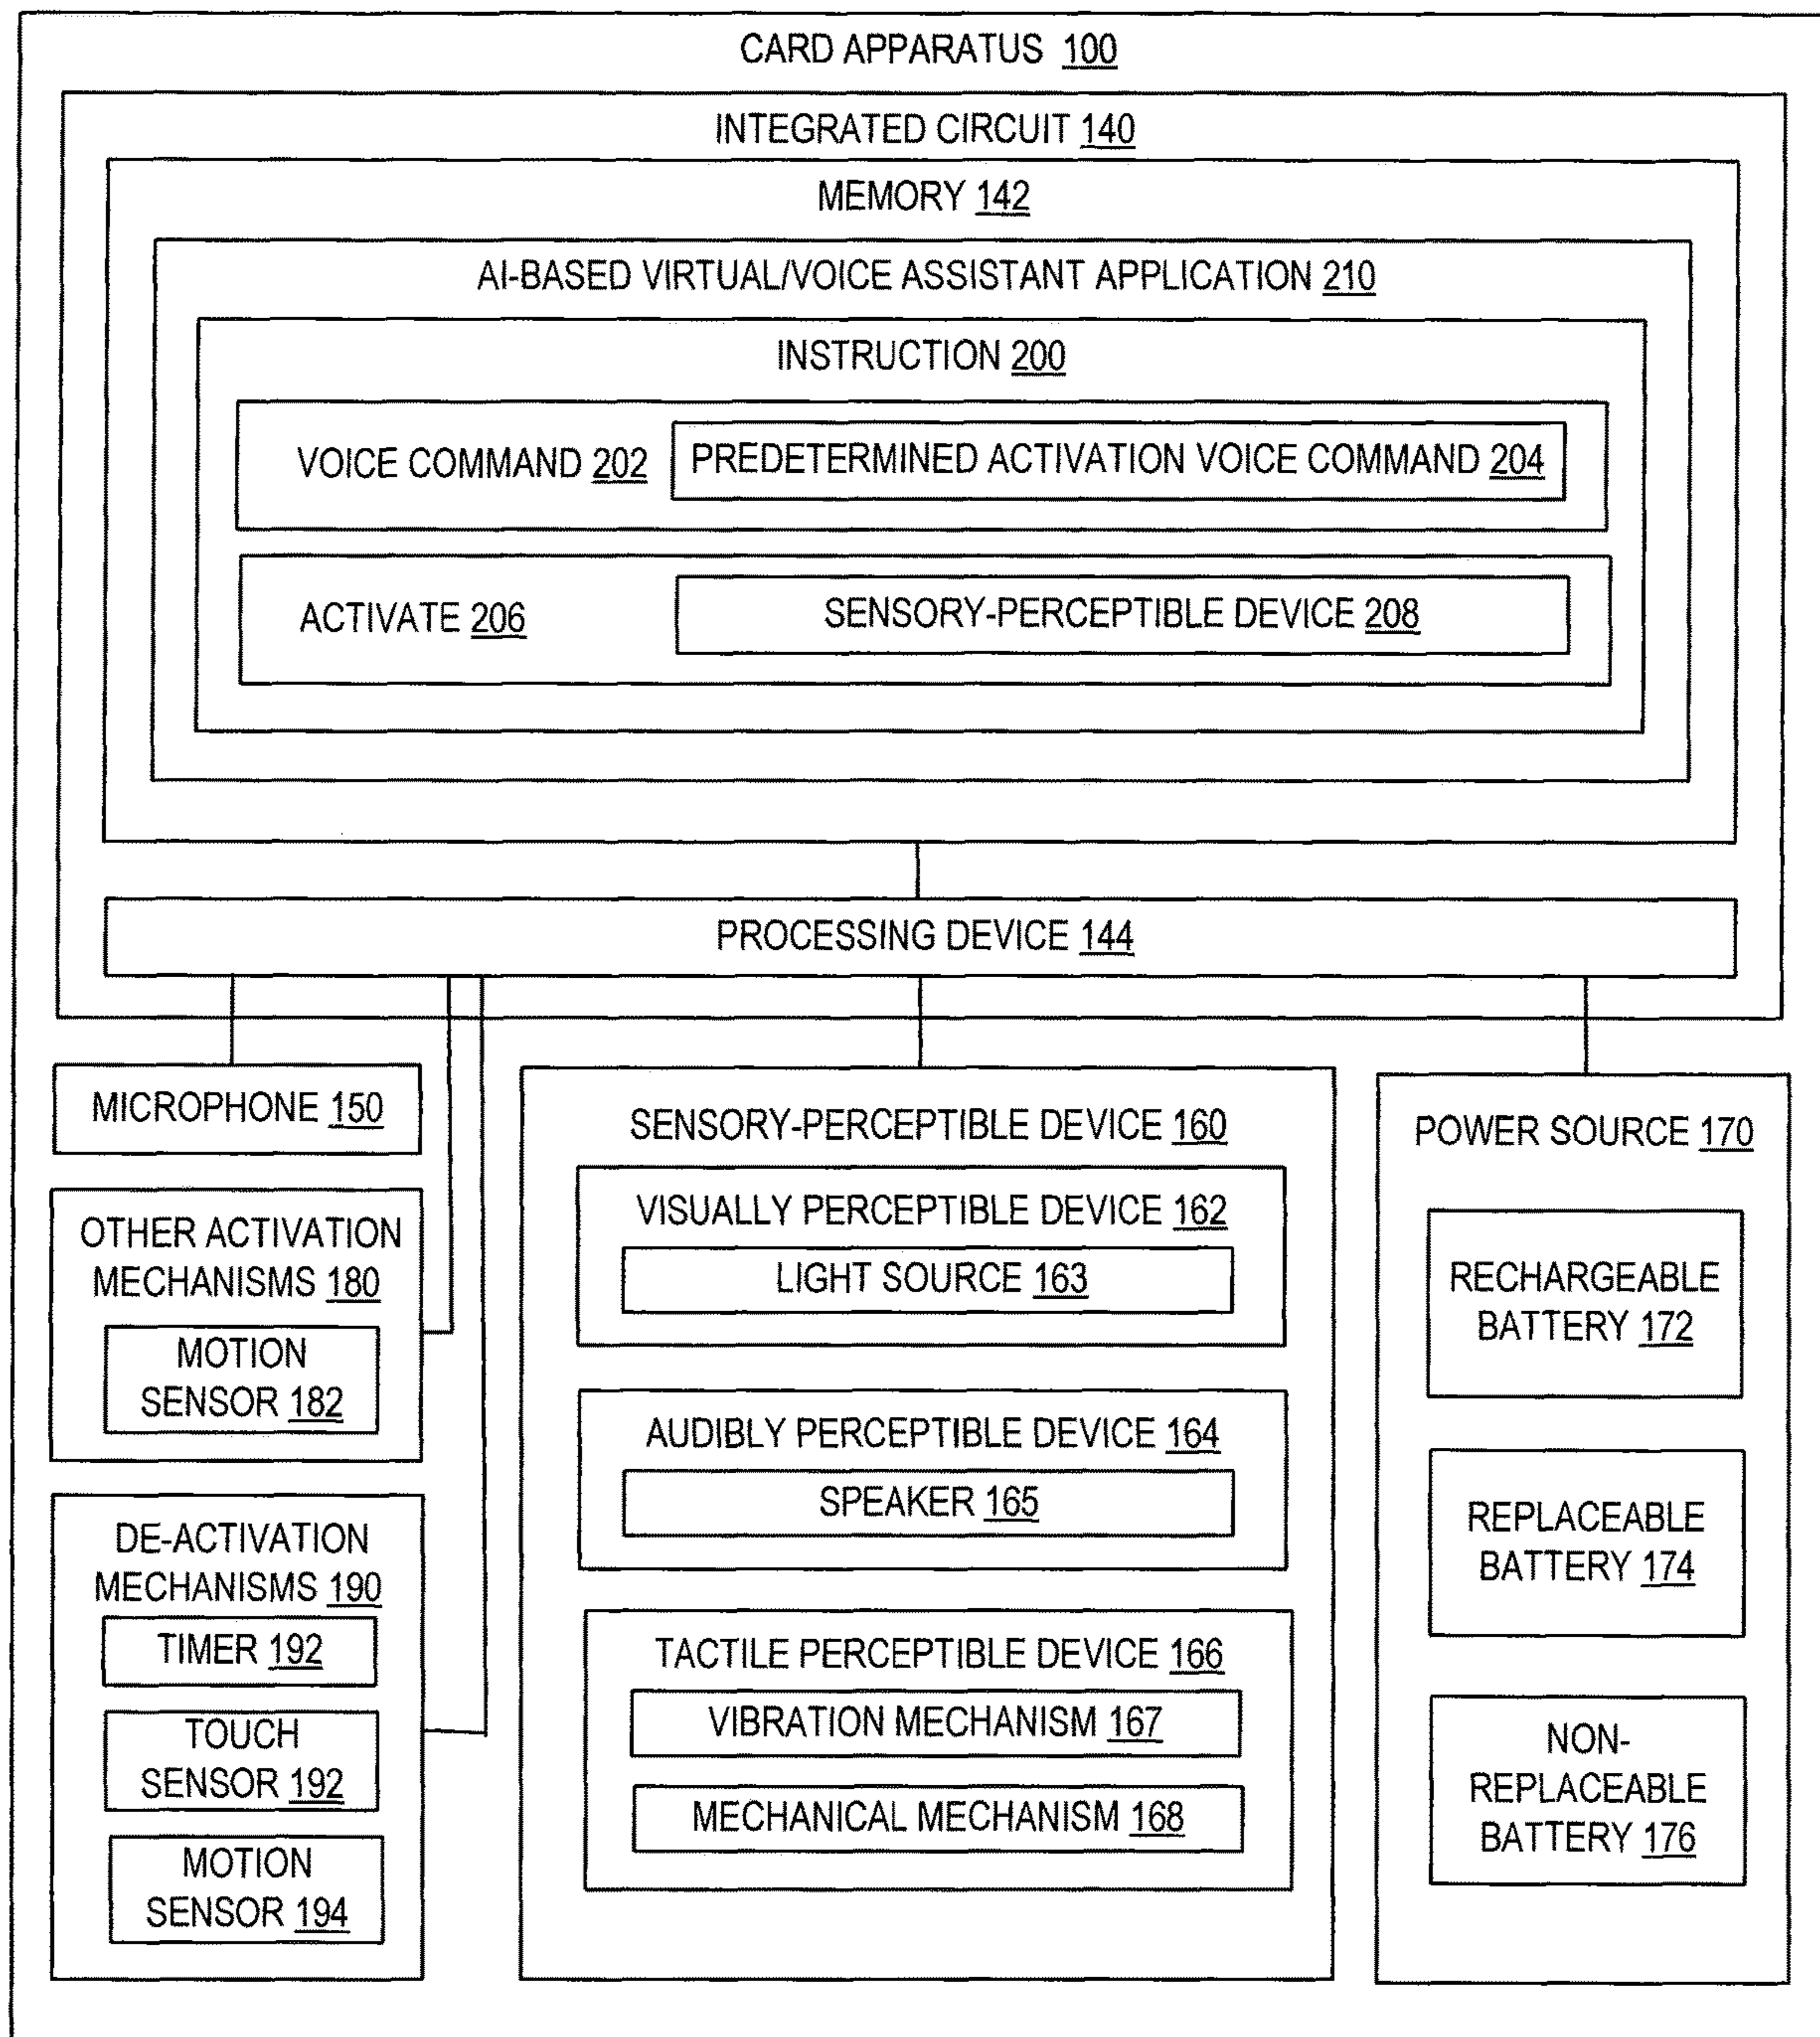 CARD APPARATUS 100
INTEGRATED CIRCUIT 140
MEMORY 142
AI-BASED VIRTUAL/VOICE ASSISTANT APPLICATION 210
INSTRUCTION 200
VOICE COMMAND 202
PREDETERMINED ACTIVATION VOICE COMMAND 204
ACTIVATE 206
SENSORY-PERCEPTIBLE DEVICE 208
PROCESSING DEVICE 144
MICROPHONE 150
OTHER ACTIVATION
MECHANISMS 180
MOTION
SENSOR 182
DE-ACTIVATION
MECHANISMS 190
TIMER 192
TOUCH
SENSOR 192
MOTION
SENSOR 194
SENSORY-PERCEPTIBLE DEVICE 160
VISUALLY PERCEPTIBLE DEVICE 162
LIGHT SOURCE 163
AUDIBLY PERCEPTIBLE DEVICE 164
SPEAKER 165
TACTILE PERCEPTIBLE DEVICE 166
VIBRATION MECHANISM 167
MECHANICAL MECHANISM 168
POWER SOURCE 170
RECHARGEABLE
BATTERY 172
REPLACEABLE
BATTERY 174
NON-
REPLACEABLE
BATTERY 176